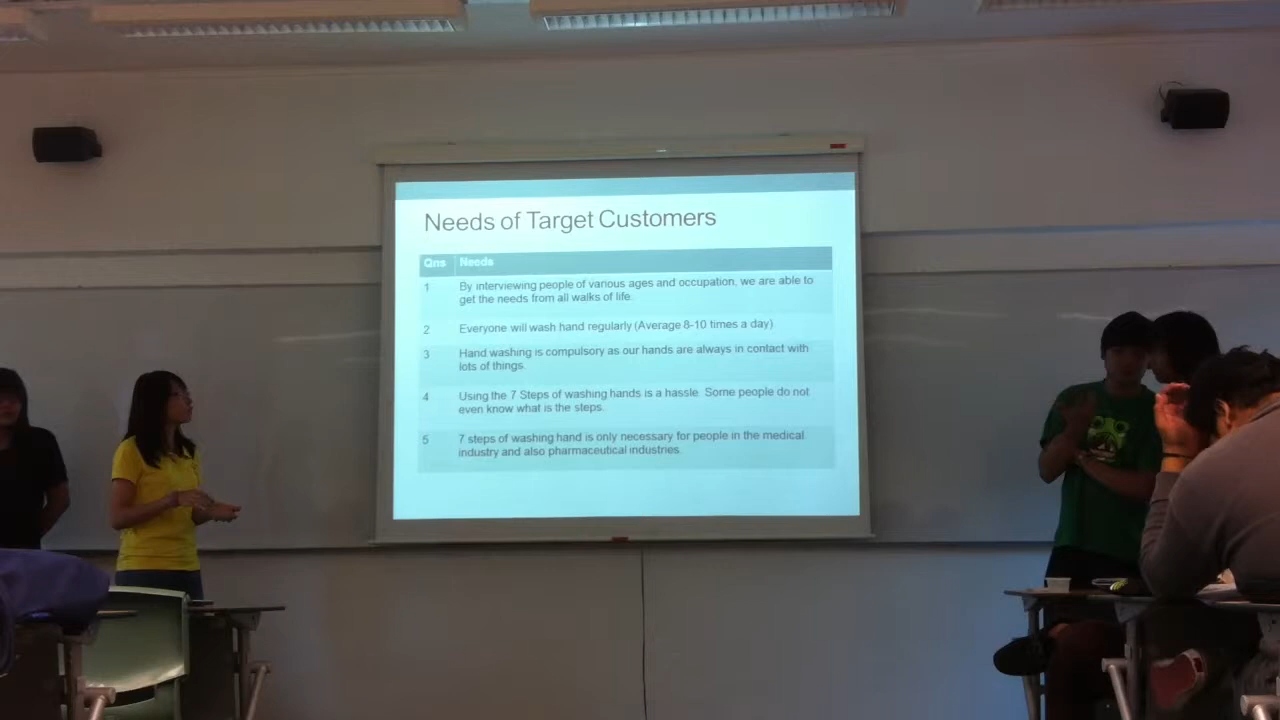 Needs of Target Customers
Qns Needs
1 By interviewing people of various ages and occupation, we are able to
get the needs from all walks of life.
2 Everyone will wash hand regularly (Average 8-10 times a day)
3 Hand washing is compulsory as our hands are always in contact with
lots of things.
4 Using the 7 Steps of washing hands is a hassle. Some people do not
even know what is the steps.
5 7 steps of washing hand is only necessary for people in the medical
industry and also pharmaceutical industries.